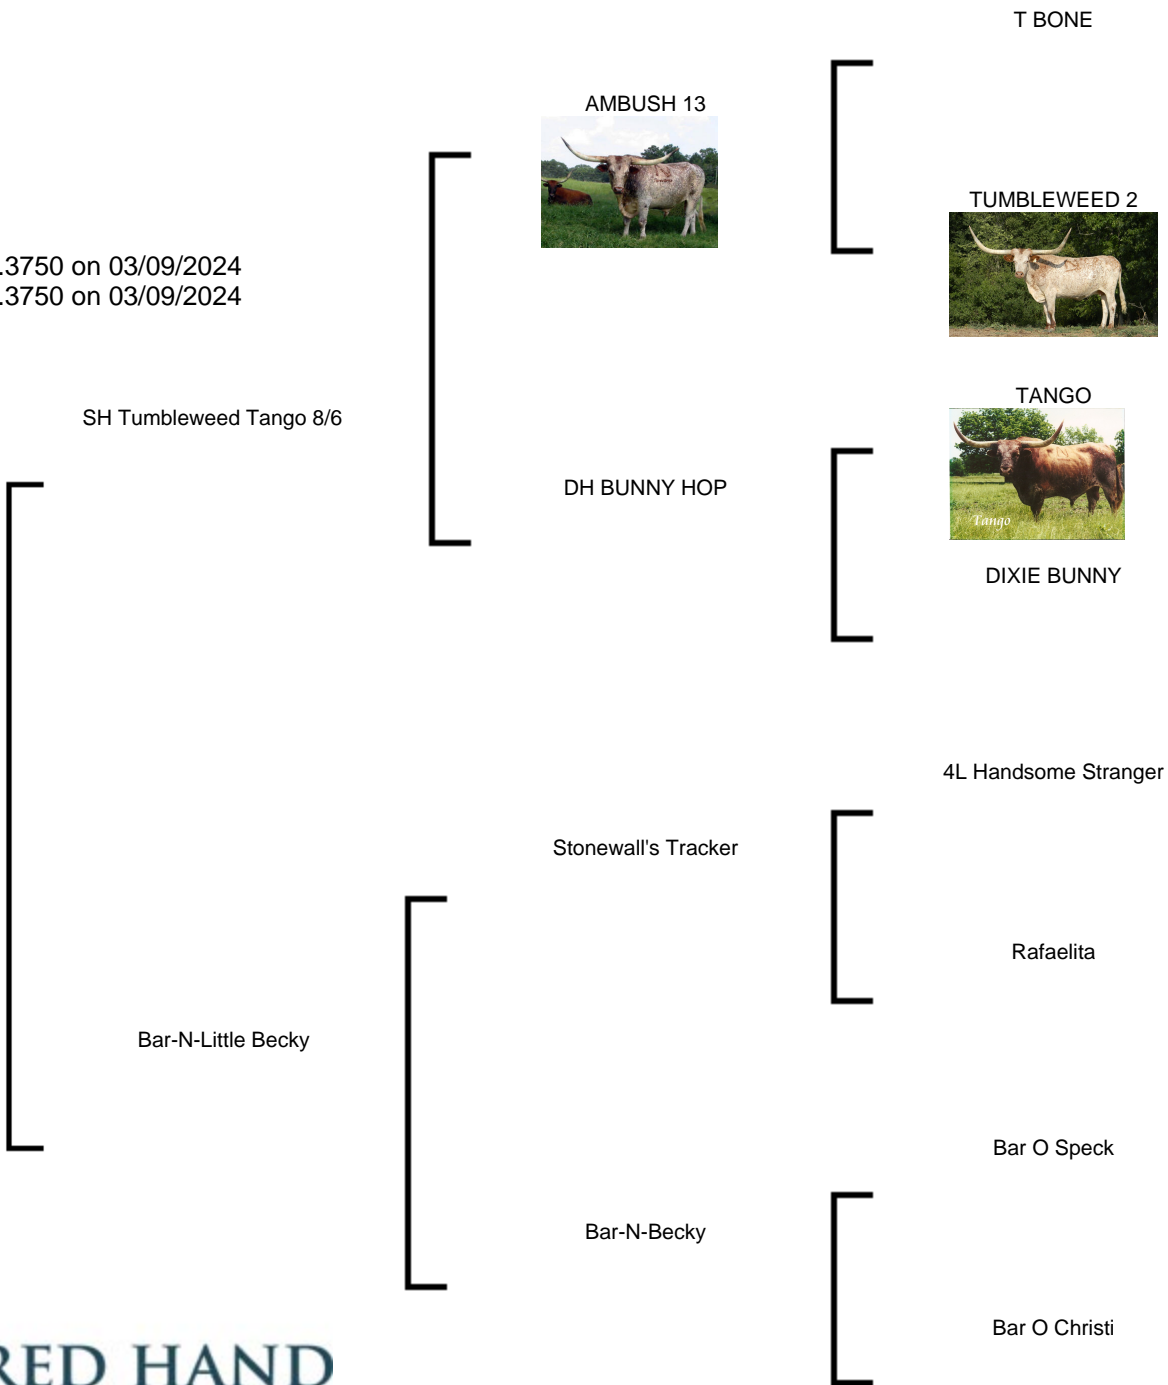 T BONE
AMBUSH 13
TUMBLEWEED 2
.3750 on 03/09/2024
.3750 on 03/09/2024
TANGO
SH Tumbleweed Tango 8/6
DH BUNNY HOP
Tango
DIXIE BUNNY
4L Handsome Stranger
Stonewall's Tracker
Rafaelita
Bar-N-Little Becky
Bar O Speck
Bar-N-Becky
Bar O Christi
RED HAND